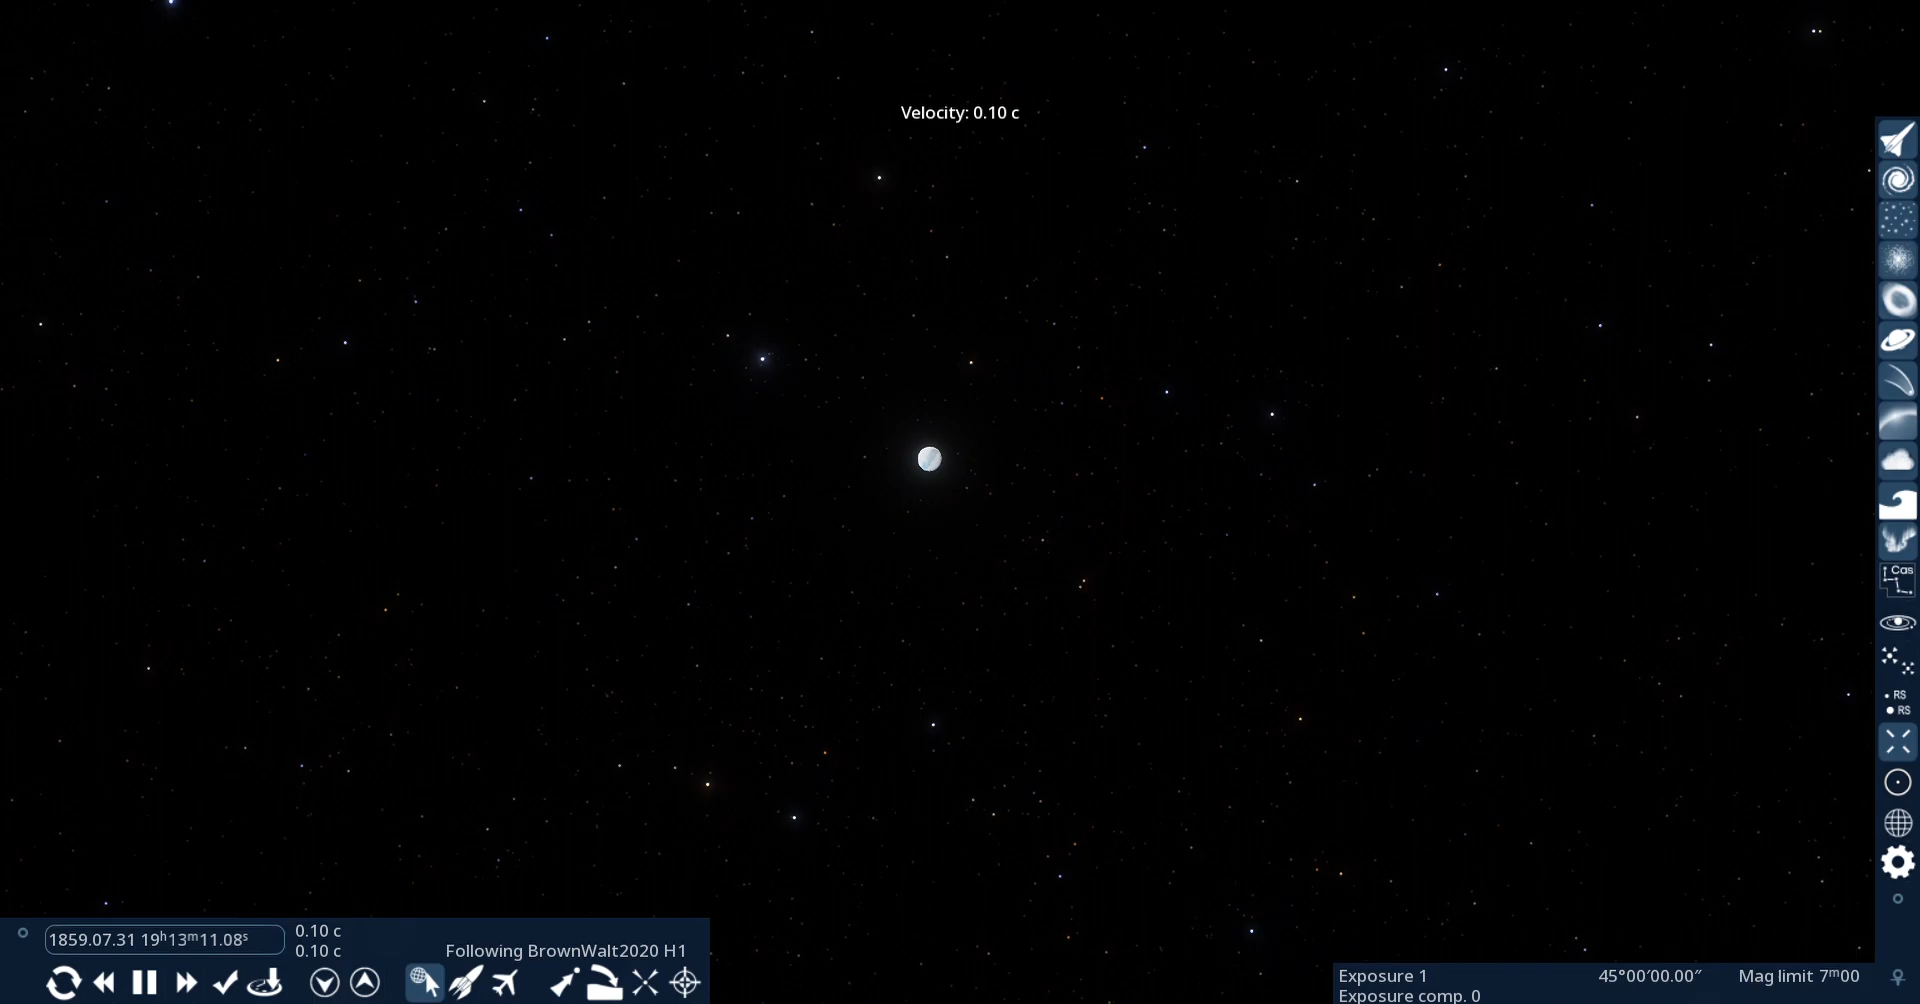 Velocity: 0.10 c
Cas
RS
RS
1859.07.31 19ʰ13ᵐ11.08ˢ
0.10 c
0.10 c
Following BrownWalt2020 H1
Exposure 1
45°00′00.00″
Mag limit 7ᵐ00
Exposure comp. 0